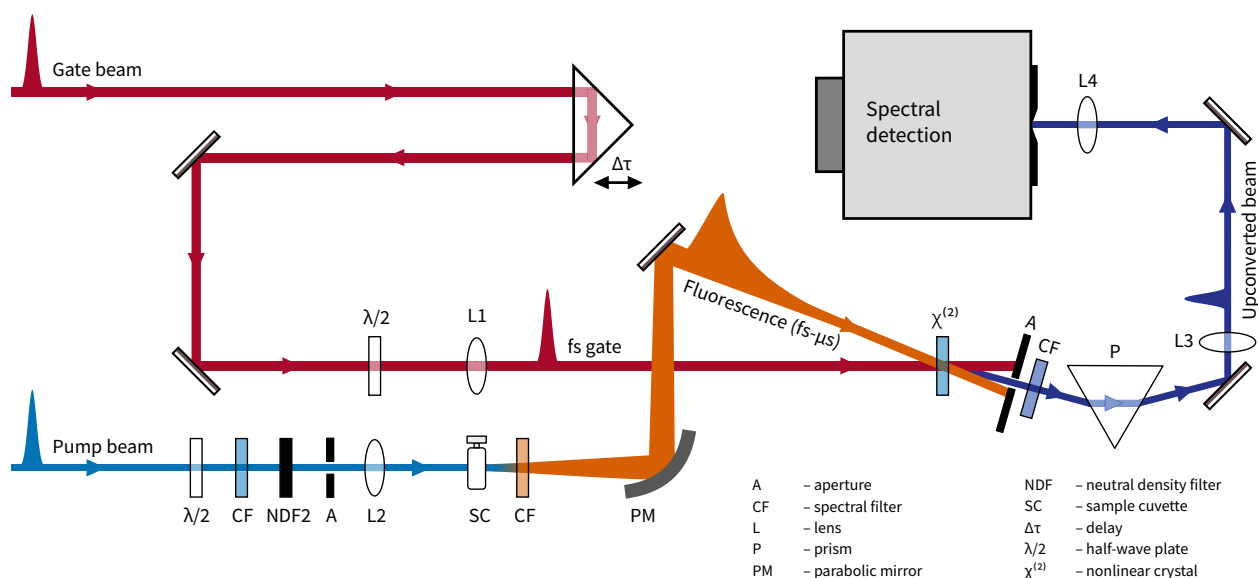 Gate beam
Δτ
Spectral
detection
L4
Upconverted beam
λ/2
L1
fs gate
Fluorescence (fs-μs)
χ⁽²⁾
A
CF
P
L3
Pump beam
λ/2
CF
NDF2
A
L2
SC
CF
PM
A – aperture
CF – spectral filter
L – lens
P – prism
PM – parabolic mirror
NDF – neutral density filter
SC – sample cuvette
Δτ – delay
λ/2 – half-wave plate
χ⁽²⁾ – nonlinear crystal